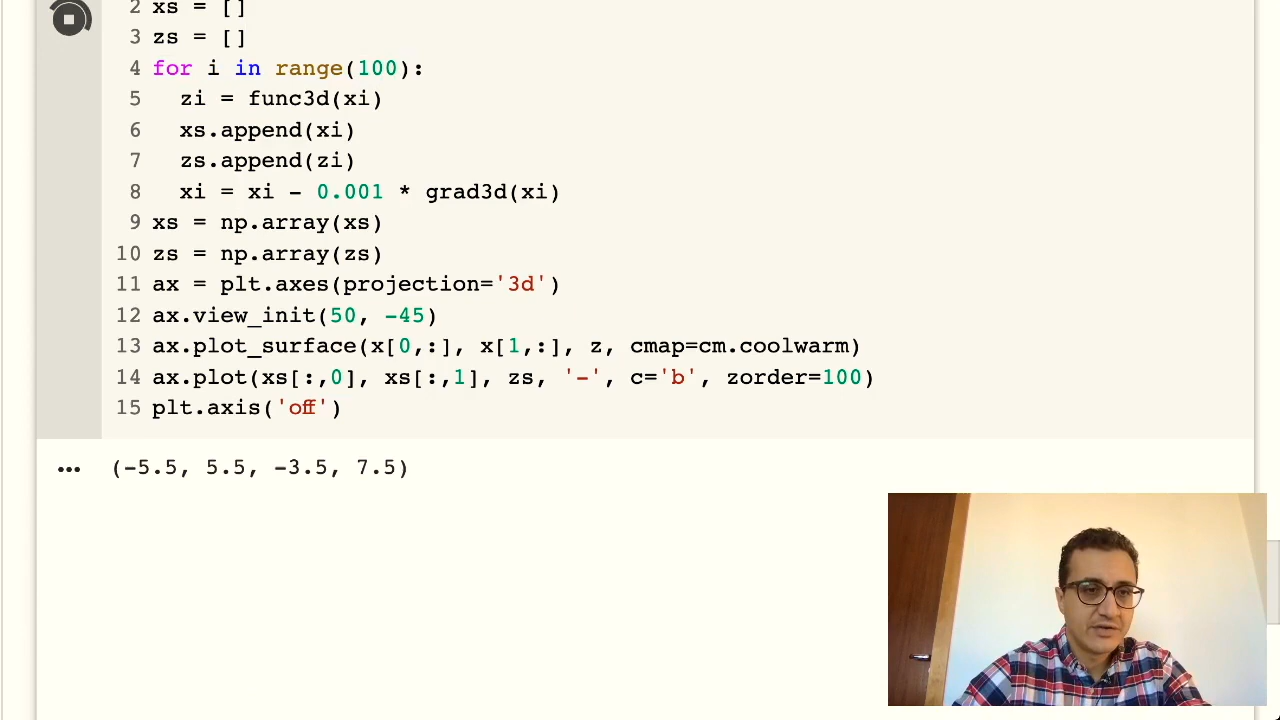 2 xs = []
3 zs = []
4 for i in range(100):
5   zi = func3d(xi)
6   xs.append(xi)
7   zs.append(zi)
8   xi = xi - 0.001 * grad3d(xi)
9 xs = np.array(xs)
10 zs = np.array(zs)
11 ax = plt.axes(projection='3d')
12 ax.view_init(50, -45)
13 ax.plot_surface(x[0,:], x[1,:], z, cmap=cm.coolwarm)
14 ax.plot(xs[:,0], xs[:,1], zs, '-', c='b', zorder=100)
15 plt.axis('off')
(-5.5, 5.5, -3.5, 7.5)